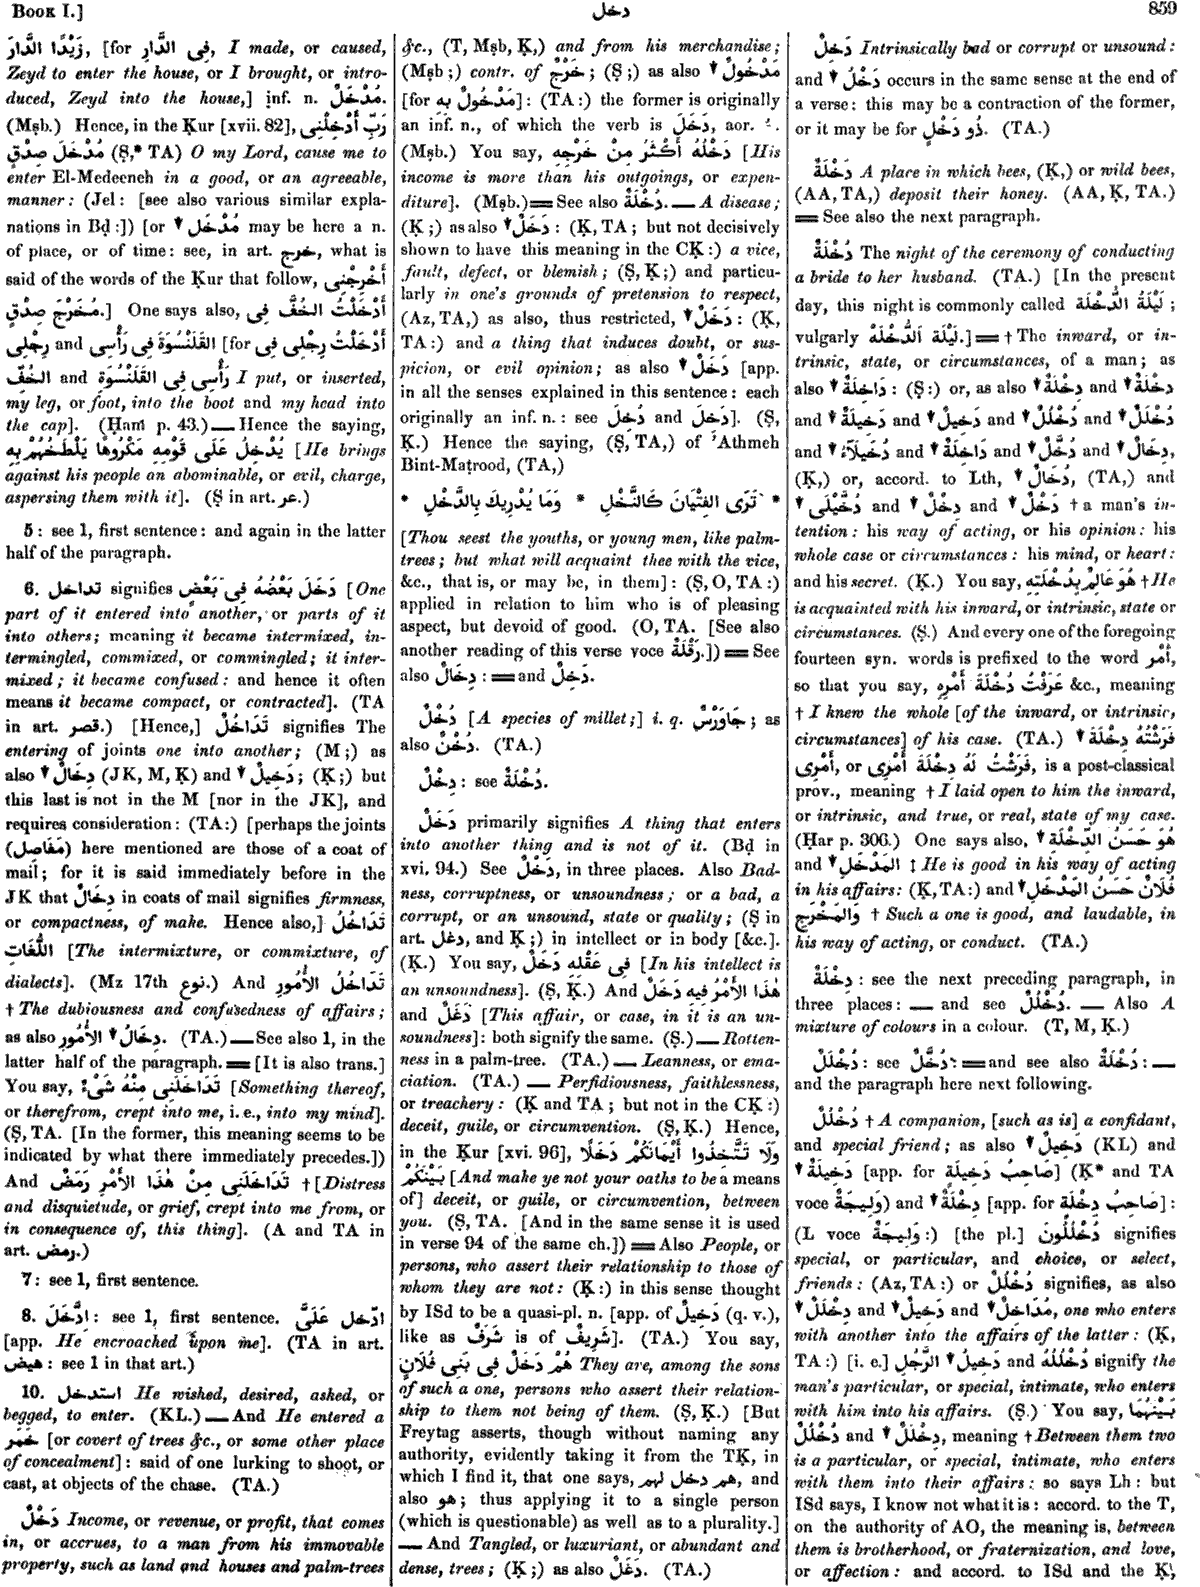 BOOK I.]
دخل
859
زَيْدًا الدَّارَ, [for فِى الدَّارِ, I made, or caused,
Zeyd to enter the house, or I brought, or intro-
duced, Zeyd into the house,] inf. n. مُدْخَلٌ.
(Mṣb.) Hence, in the Ḳur [xvii. 82], رَبِّ أَدْخِلْنِى
مُدْخَلَ صِدْقٍ (Ṣ,* TA) O my Lord, cause me to
enter El-Medeeneh in a good, or an agreeable,
manner: (Jel: [see also various similar expla-
nations in Bḍ:]) [or ▼ مُدْخَل may be here a n.
of place, or of time: see, in art. خرج, what is
said of the words of the Ḳur that follow, أَخْرِجْنِى
مُخْرَجَ صِدْقٍ.] One says also, أَدْخَلْتُ الخُفَّ فِى
رِجْلِى and القَلَنْسُوَةَ فِى رَأْسِى [for أَدْخَلْتُ رِجْلِى فِى
الخُفِّ and رَأْسِى فِى القَلَنْسُوَةِ I put, or inserted,
my leg, or foot, into the boot and my head into
the cap]. (Ḥam p. 43.) — Hence the saying,
يُدْخِلُ عَلَى قَوْمِهِ مَكْرُوهًا يَلْطَخُهُمْ بِهِ [He brings
against his people an abominable, or evil, charge,
aspersing them with it]. (Ṣ in art. عر.)
5: see 1, first sentence: and again in the latter
half of the paragraph.
6. تداخل signifies دَخَلَ بَعْضُهُ فِى بَعْضٍ [One
part of it entered into another, or parts of it
into others; meaning it became intermixed, in-
termingled, commixed, or commingled; it inter-
mixed; it became confused: and hence it often
means it became compact, or contracted]. (TA
in art. قصر.) [Hence,] تَدَاخُلٌ signifies The
entering of joints one into another; (M;) as
also ▼ دِخَالٌ (JK, M, Ḳ) and ▼ دَخِيلٌ; (Ḳ;) but
this last is not in the M [nor in the JK], and
requires consideration: (TA:) [perhaps the joints
(مَفَاصِل) here mentioned are those of a coat of
mail; for it is said immediately before in the
JK that دِخَالٌ in coats of mail signifies firmness,
or compactness, of make. Hence also,] تَدَاخُلُ
اللُّغَاتِ [The intermixture, or commixture, of
dialects]. (Mz 17th نوع.) And تَدَاخُلُ الأُمُورِ
† The dubiousness and confusedness of affairs;
as also ▼ دِخَالُ الأُمُورِ. (TA.) — See also 1, in the
latter half of the paragraph. = [It is also trans.]
You say, تَدَاخَلَنِى مِنْهُ شَىْءٌ [Something thereof,
or therefrom, crept into me, i. e., into my mind].
(Ṣ, TA. [In the former, this meaning seems to be
indicated by what there immediately precedes.])
And تَدَاخَلَنِى مِنْ هٰذَا الأَمْرِ رَمَضٌ † [Distress
and disquietude, or grief, crept into me from, or
in consequence of, this thing]. (A and TA in
art. رمض.)
7: see 1, first sentence.
8. اِدَّخَلَ: see 1, first sentence. ادّخل عَلَىَّ
[app. He encroached upon me]. (TA in art.
هيض: see 1 in that art.)
10. استدخل He wished, desired, asked, or
begged, to enter. (KL.) — And He entered a
خَمَر [or covert of trees &c., or some other place
of concealment]: said of one lurking to shoot, or
cast, at objects of the chase. (TA.)
دَخْلٌ Income, or revenue, or profit, that comes
in, or accrues, to a man from his immovable
property, such as land and houses and palm-trees
&c., (T, Mṣb, Ḳ,) and from his merchandise;
(Mṣb;) contr. of خَرْجٌ; (Ṣ;) as also ▼ مَدْخُولٌ
[for مَدْخُولٌ بِهِ]: (TA:) the former is originally
an inf. n., of which the verb is دَخَلَ, aor. ـُ.
(Mṣb.) You say, دَخْلُهُ أَكْثَرُ مِنْ خَرْجِهِ [His
income is more than his outgoings, or expen-
diture]. (Mṣb.) = See also دُخْلَةٌ. — A disease;
(Ḳ;) as also ▼ دَخَلٌ: (Ḳ, TA; but not decisively
shown to have this meaning in the CḲ:) a vice,
fault, defect, or blemish; (Ṣ, Ḳ;) and particu-
larly in one's grounds of pretension to respect,
(Az, TA,) as also, thus restricted, ▼ دَخَلٌ: (Ḳ,
TA:) and a thing that induces doubt, or sus-
picion, or evil opinion; as also ▼ دَخَلٌ [app.
in all the senses explained in this sentence: each
originally an inf. n.: see دُخِلَ and دَخِلَ]. (Ṣ,
Ḳ.) Hence the saying, (Ṣ, TA,) of ʼAthmeh
Bint-Maṭrood, (TA,)
* تَرَى الفِتْيَانَ كَالنَّخْلِ * وَمَا يُدْرِيكَ بِالدَّخْلِ *
[Thou seest the youths, or young men, like palm-
trees; but what will acquaint thee with the vice,
&c., that is, or may be, in them]: (Ṣ, O, TA:)
applied in relation to him who is of pleasing
aspect, but devoid of good. (O, TA. [See also
another reading of this verse voce رَقْلَةٌ.]) = See
also دِخَالٌ: = and دَخِلٌ.
دُخْلٌ [A species of millet;] i. q. جَاوَرْسٌ; as
also دُخْنٌ. (TA.)
دِخْلٌ: see دُخْلَةٌ.
دَخَلٌ primarily signifies A thing that enters
into another thing and is not of it. (Bḍ in
xvi. 94.) See دَخْلٌ, in three places. Also Bad-
ness, corruptness, or unsoundness; or a bad, a
corrupt, or an unsound, state or quality; (Ṣ in
art. دغل, and Ḳ;) in intellect or in body [&c.].
(Ḳ.) You say, فِى عَقْلِهِ دَخَلٌ [In his intellect is
an unsoundness]. (Ṣ, Ḳ.) And هٰذَا الأَمْرُ فِيهِ دَخَلٌ
and دَغَلٌ [This affair, or case, in it is an un-
soundness]: both signify the same. (Ṣ.) — Rotten-
ness in a palm-tree. (TA.) — Leanness, or ema-
ciation. (TA.) — Perfidiousness, faithlessness,
or treachery: (Ḳ and TA; but not in the CḲ:)
deceit, guile, or circumvention. (Ṣ, Ḳ.) Hence,
in the Ḳur [xvi. 96], وَلَا تَتَّخِذُوا أَيْمَانَكُمْ دَخَلًا
بَيْنَكُمْ [And make ye not your oaths to be a means
of] deceit, or guile, or circumvention, between
you. (Ṣ, TA. [And in the same sense it is used
in verse 94 of the same ch.]) = Also People, or
persons, who assert their relationship to those of
whom they are not: (Ḳ:) in this sense thought
by ISd to be a quasi-pl. n. [app. of دَخِيلٌ (q. v.),
like as شَرَفٌ is of شَرِيفٌ]. (TA.) You say,
هُمْ دَخَلٌ فِى بَنِى فُلَانٍ They are, among the sons
of such a one, persons who assert their relation-
ship to them not being of them. (Ṣ, Ḳ.) [But
Freytag asserts, though without naming any
authority, evidently taking it from the TḲ, in
which I find it, that one says, هم دخل لهم, and
also هو; thus applying it to a single person
(which is questionable) as well as to a plurality.]
— And Tangled, or luxuriant, or abundant and
dense, trees; (Ḳ;) as also دَغَلٌ. (TA.)
دَخِلٌ Intrinsically bad or corrupt or unsound:
and ▼ دَخْلٌ occurs in the same sense at the end of
a verse: this may be a contraction of the former,
or it may be for ذُو دَخْلٍ. (TA.)
دَخْلَةٌ A place in which bees, (Ḳ,) or wild bees,
(AA, TA,) deposit their honey. (AA, Ḳ, TA.)
= See also the next paragraph.
دُخْلَةٌ The night of the ceremony of conducting
a bride to her husband. (TA.) [In the present
day, this night is commonly called لَيْلَةُ الدُّخْلَةِ;
vulgarly لَيْلَة الدُّخْلَةْ.] = † The inward, or in-
trinsic, state, or circumstances, of a man; as
also ▼ دَاخِلَةٌ: (Ṣ:) or, as also ▼ دَخْلَةٌ and ▼ دِخْلَةٌ
and ▼ دَخِيلَةٌ and ▼ دَخِيلٌ and ▼ دُخْلُلٌ and ▼ دُخْلَلٌ
and ▼ دُخَيْلَآءُ and ▼ دَاخِلَةٌ and ▼ دُخَّلٌ and ▼ دِخَالٌ,
(Ḳ,) or, accord. to Lth, ▼ دُخَالٌ, (TA,) and
▼ دُخَّيْلَى and ▼ دِخْلٌ and ▼ دَخْلٌ † a man's in-
tention: his way of acting, or his opinion: his
whole case or circumstances: his mind, or heart:
and his secret. (Ḳ.) You say, هُوَ عَالِمٌ بِدُخْلَتِهِ † He
is acquainted with his inward, or intrinsic, state or
circumstances. (Ṣ.) And every one of the foregoing
fourteen syn. words is prefixed to the word أَمْر,
so that you say, عَرَفْتُ دُخْلَةَ أَمْرِهِ &c., meaning
† I knew the whole [of the inward, or intrinsic,
circumstances] of his case. (TA.) ▼ فَرَشْتُهُ دِخْلَةَ
أَمْرِى, or فَرَشْتُ لَهُ دِخْلَةَ أَمْرِى, is a post-classical
prov., meaning † I laid open to him the inward,
or intrinsic, and true, or real, state of my case.
(Ḥar p. 306.) One says also, ▼ هُوَ حَسَنُ الدِّخْلَةِ
and ▼ المَدْخَلِ ‡ He is good in his way of acting
in his affairs: (Ḳ, TA:) and ▼ فُلَانٌ حَسَنُ المَدْخَلِ
وَالمَخْرَجِ † Such a one is good, and laudable, in
his way of acting, or conduct. (TA.)
دِخْلَةٌ: see the next preceding paragraph, in
three places: — and see دُخْلُلٌ. — Also A
mixture of colours in a colour. (T, M, Ḳ.)
دُخْلَلٌ: see دُخَّلٌ: = and see also دُخْلَةٌ: —
and the paragraph here next following.
دُخْلُلٌ † A companion, [such as is] a confidant,
and special friend; as also ▼ دَخِيلٌ (KL) and
▼ دَخِيلَةٌ [app. for صَاحِبُ دَخِيلَةٍ] (Ḳ* and TA
voce وَلِيجَةٌ) and ▼ دِخْلَةٌ [app. for صَاحِبُ دِخْلَةٍ]:
(L voce وَلِيجَةٌ:) [the pl.] دُخْلُلُونَ signifies
special, or particular, and choice, or select,
friends: (Az, TA:) or دُخْلُلٌ signifies, as also
▼ دِخْلَلٌ and ▼ دَخِيلٌ and ▼ مُدَاخِلٌ, one who enters
with another into the affairs of the latter: (Ḳ,
TA:) [i. e.] دَخِيلُ ▼ الرَّجُلِ and دُخْلُلُهُ signify the
man's particular, or special, intimate, who enters
with him into his affairs. (Ṣ.) You say, بَيْنَهُمَا
دُخْلُلٌ and ▼ دِخْلَلٌ, meaning † Between them two
is a particular, or special, intimate, who enters
with them into their affairs: so says Lh: but
ISd says, I know not what it is: accord. to the T,
on the authority of AO, the meaning is, between
them is brotherhood, or fraternization, and love,
or affection: and accord. to ISd and the Ḳ,